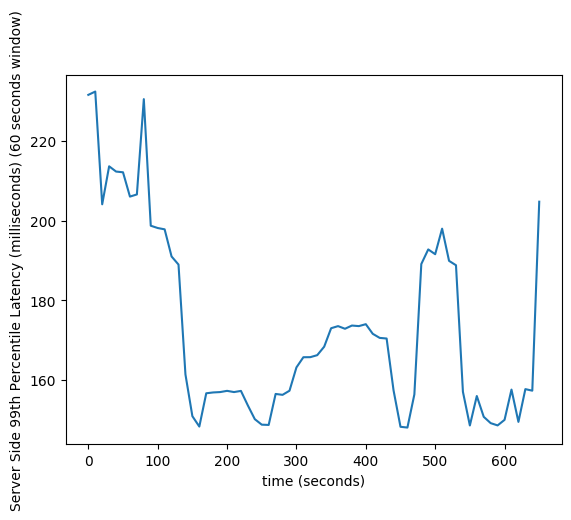 Server Side 99th Percentile Latency (milliseconds) (60 seconds window)
220
200
180
160
0 100 200 300 400 500 600
time (seconds)